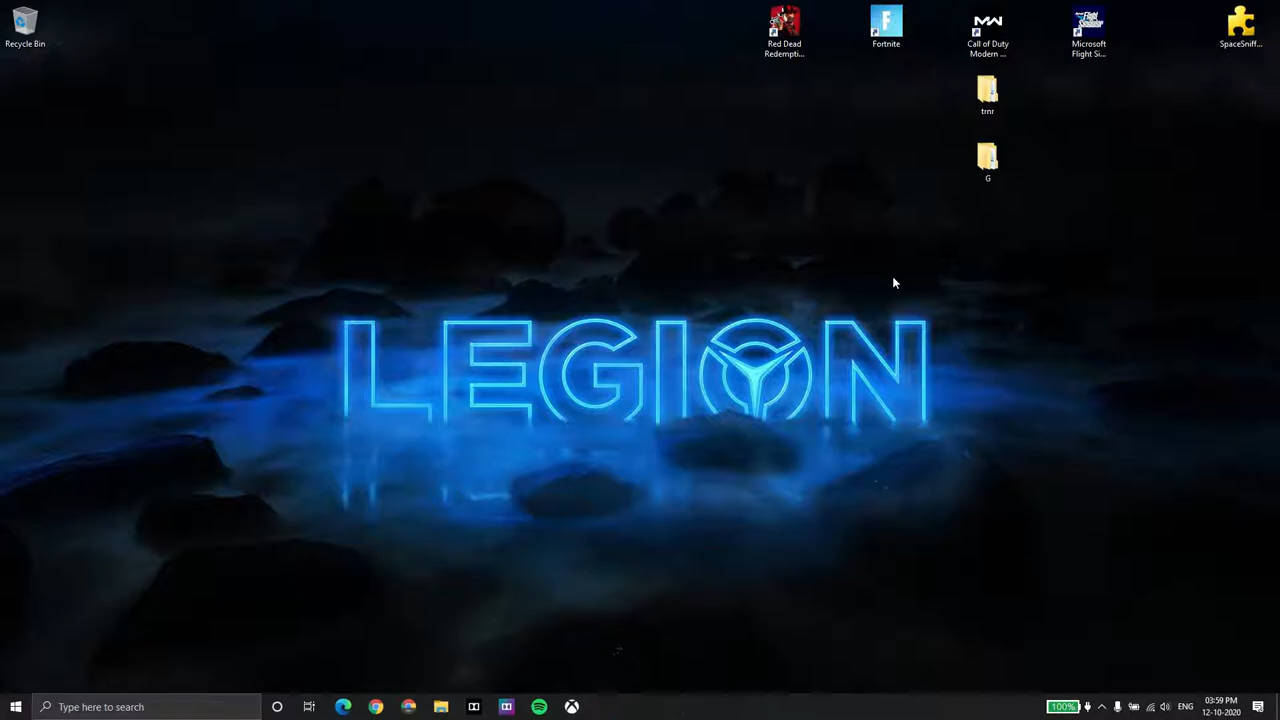 Recycle Bin
Red Dead
Redempti...
Fortnite
Call of Duty
Modern ...
Microsoft
Flight Si...
SpaceSniff...
trnr
G
LEGION
Type here to search
100%
ENG
03:59 PM
12-10-2020